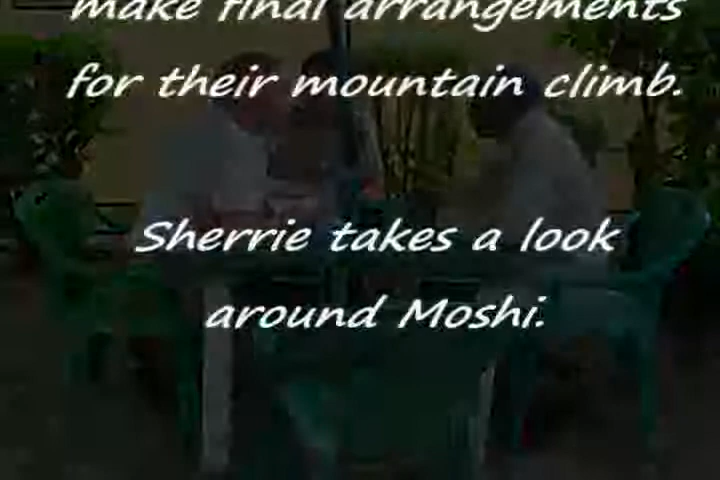 make final arrangements
for their mountain climb.
Sherrie takes a look
around Moshi.